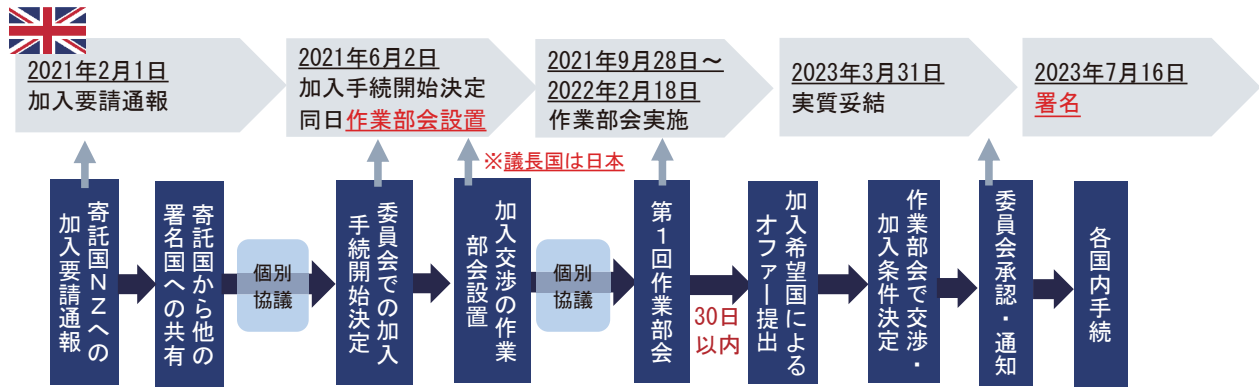 2021年2月1日
加入要請通報
2021年6月2日
加入手続開始決定
同日作業部会設置
2021年9月28日～
2022年2月18日
作業部会実施
2023年3月31日
実質妥結
2023年7月16日
署名
※議長国は日本
寄託国NZへの
加入要請通報
寄託国から他の
署名国への共有
個別
協議
委員会での加入
手続開始決定
加入交渉の作業
部会設置
個別
協議
第1回作業部会
30日
以内
加入希望国による
オファー提出
作業部会で交渉・
加入条件決定
委員会承認・通知
各国内手続